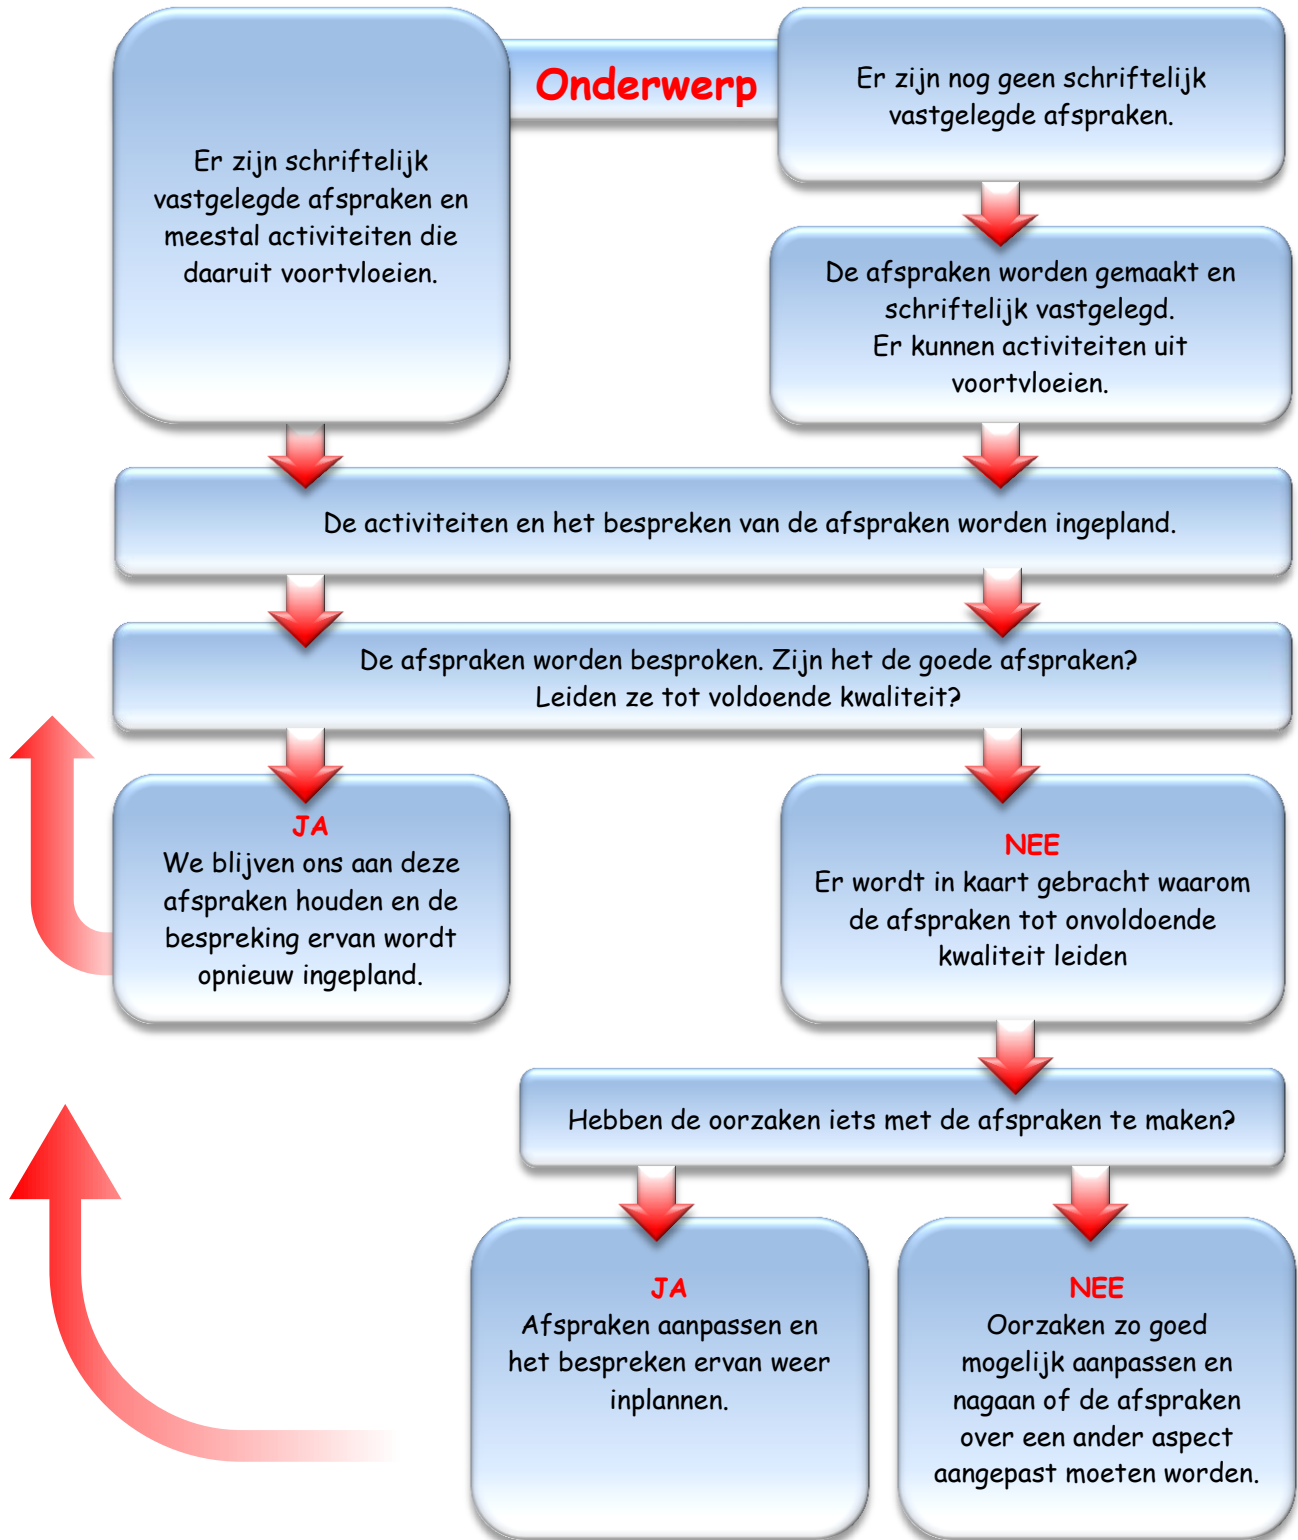 Onderwerp
Er zijn schriftelijk
vastgelegde afspraken en
meestal activiteiten die
daaruit voortvloeien.
Er zijn nog geen schriftelijk
vastgelegde afspraken.
De afspraken worden gemaakt en
schriftelijk vastgelegd.
Er kunnen activiteiten uit
voortvloeien.
De activiteiten en het bespreken van de afspraken worden ingepland.
De afspraken worden besproken. Zijn het de goede afspraken?
Leiden ze tot voldoende kwaliteit?
JA
We blijven ons aan deze
afspraken houden en de
bespreking ervan wordt
opnieuw ingepland.
NEE
Er wordt in kaart gebracht waarom
de afspraken tot onvoldoende
kwaliteit leiden
Hebben de oorzaken iets met de afspraken te maken?
JA
Afspraken aanpassen en
het bespreken ervan weer
inplannen.
NEE
Oorzaken zo goed
mogelijk aanpassen en
nagaan of de afspraken
over een ander aspect
aangepast moeten worden.